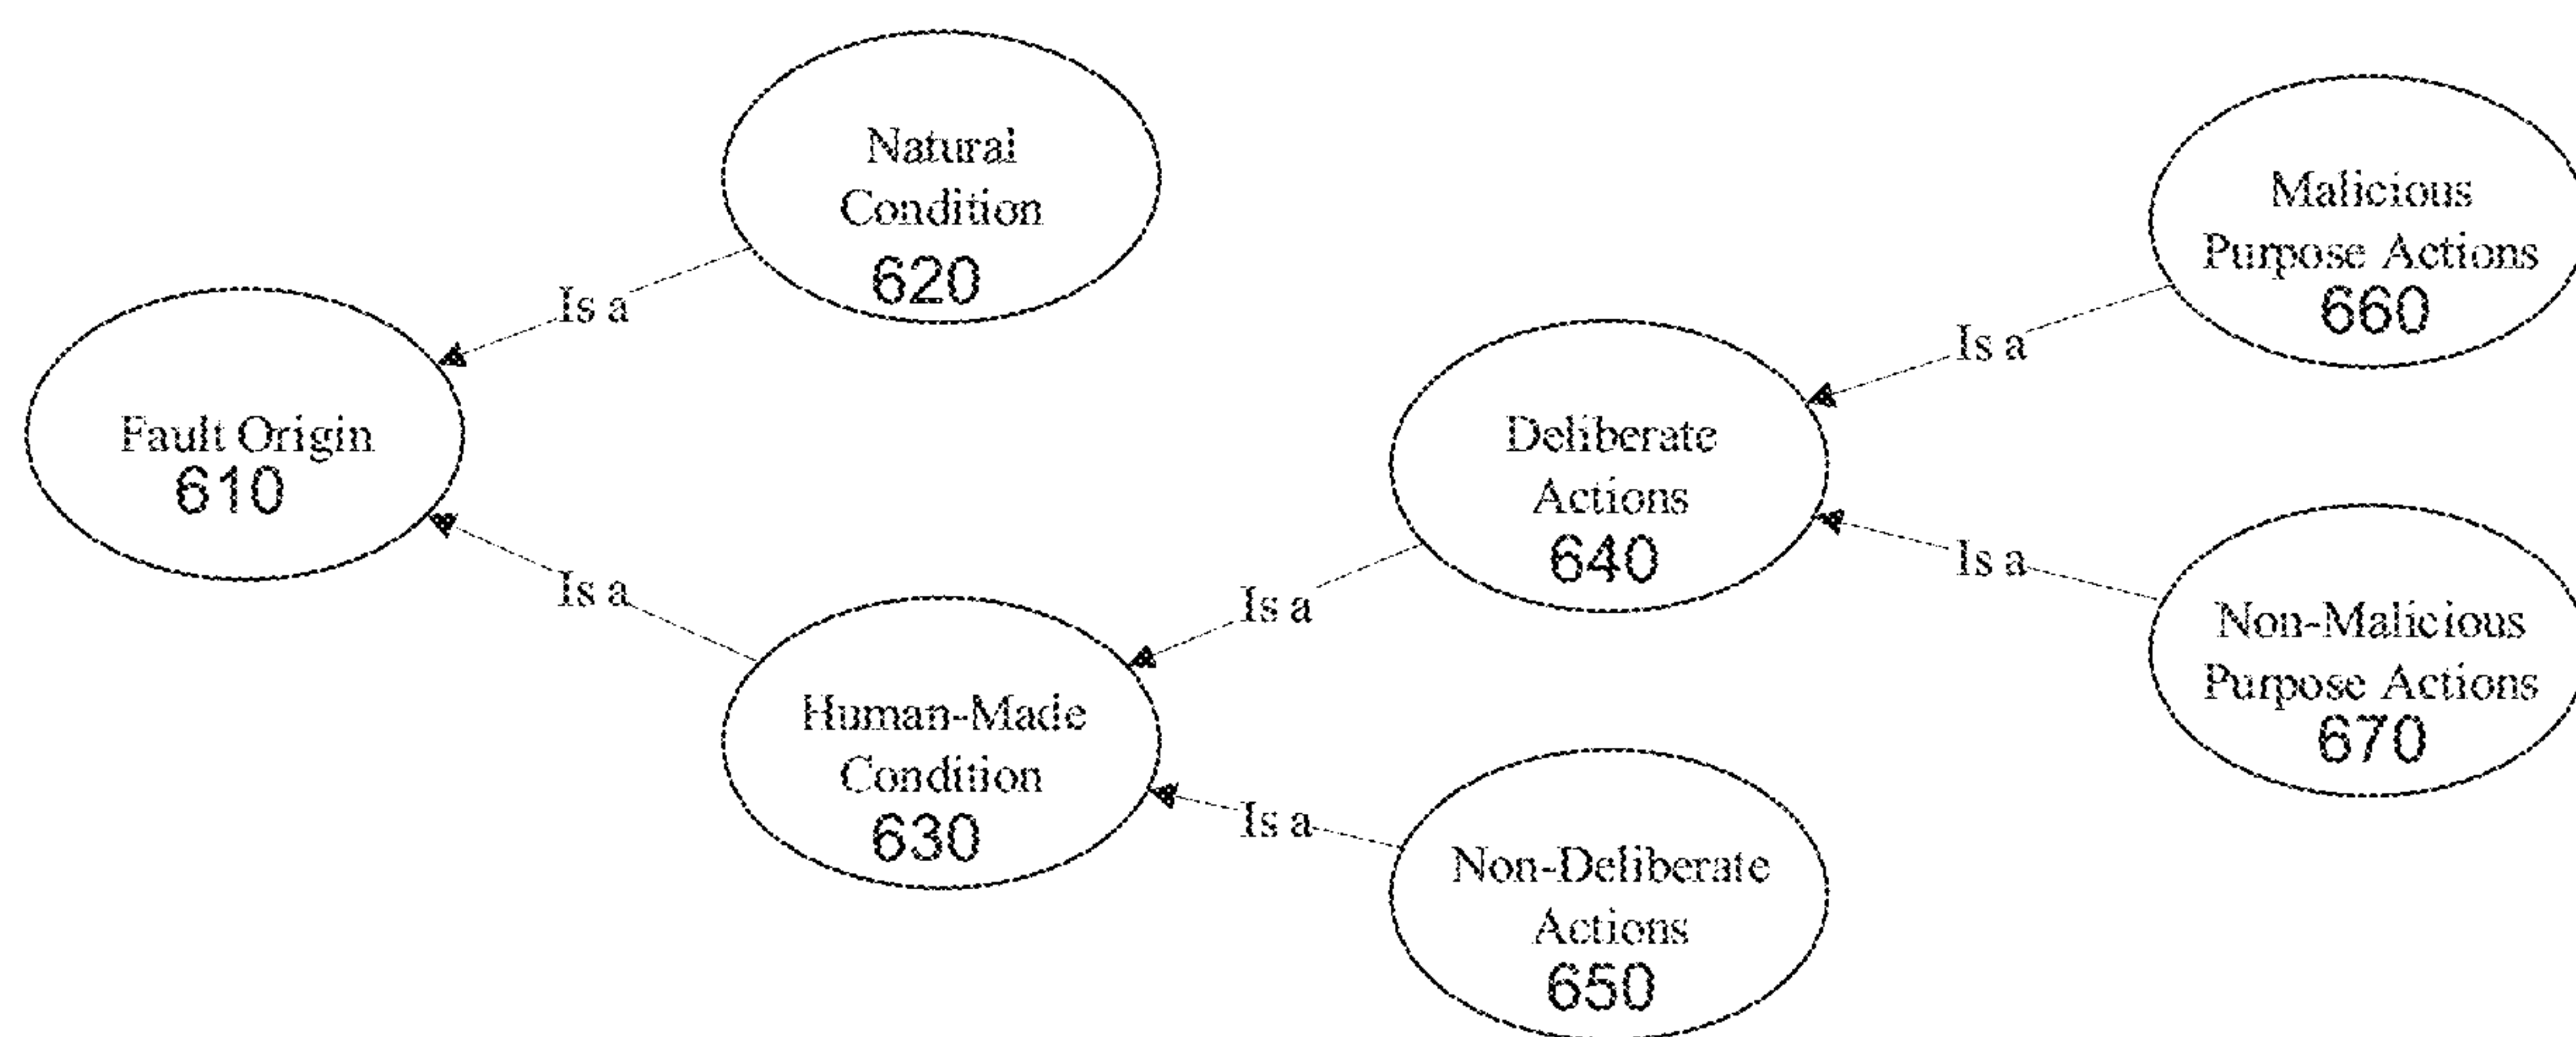 Natural
Condition
620
Malicious
Purpose Actions
660
Is a
Is a
Fault Origin
610
Deliberate
Actions
640
Is a
Is a
Is a
Non-Malicious
Purpose Actions
670
Human-Made
Condition
630
Is a
Non-Deliberate
Actions
650